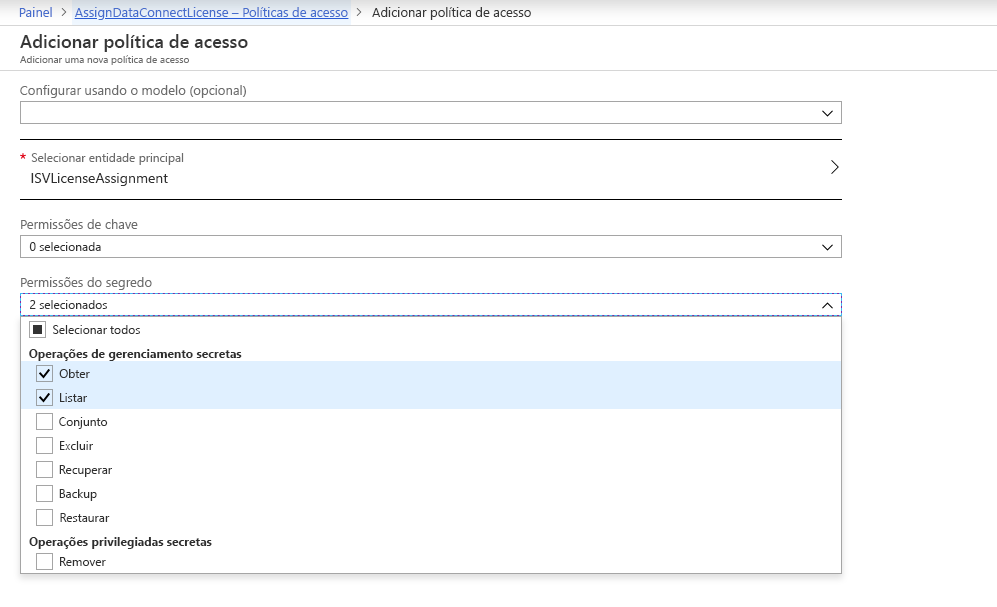 Painel > AssignDataConnectLicense – Políticas de acesso > Adicionar política de acesso
Adicionar política de acesso
Adicionar uma nova política de acesso
Configurar usando o modelo (opcional)
* Selecionar entidade principal
ISVLicenseAssignment
Permissões de chave
0 selecionada
Permissões do segredo
2 selecionados
Selecionar todos
Operações de gerenciamento secretas
Obter
Listar
Conjunto
Excluir
Recuperar
Backup
Restaurar
Operações privilegiadas secretas
Remover